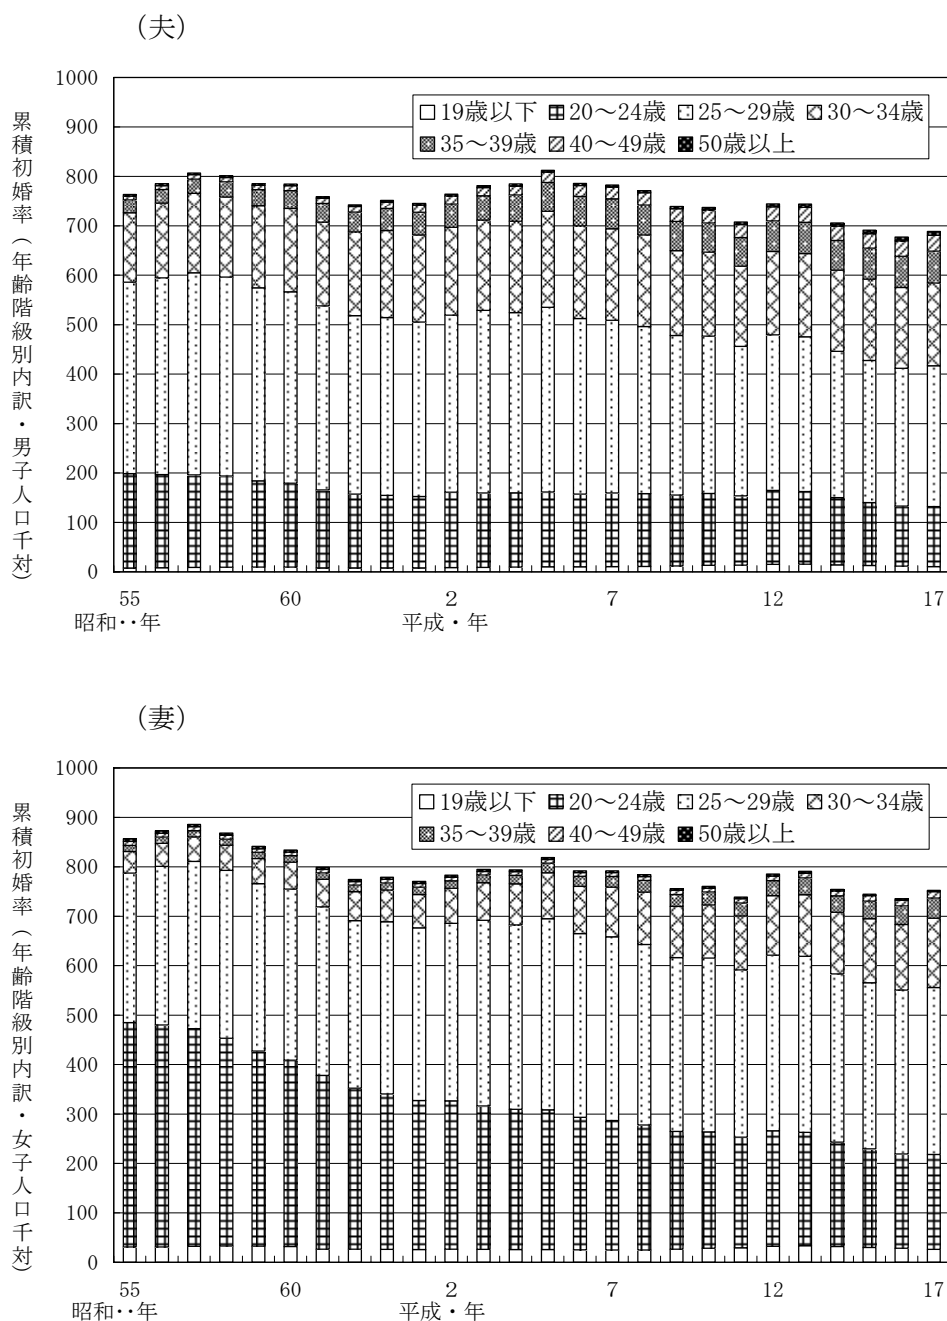 （夫）
1000
900
800
700
600
500
400
300
200
100
0
累積初婚率（年齢階級別内訳・男子人口千対）
19歳以下 20～24歳 25～29歳 30～34歳
35～39歳 40～49歳 50歳以上
55 60 2 7 12 17
昭和・・年 平成・年
（妻）
1000
900
800
700
600
500
400
300
200
100
0
累積初婚率（年齢階級別内訳・女子人口千対）
19歳以下 20～24歳 25～29歳 30～34歳
35～39歳 40～49歳 50歳以上
55 60 2 7 12 17
昭和・・年 平成・年